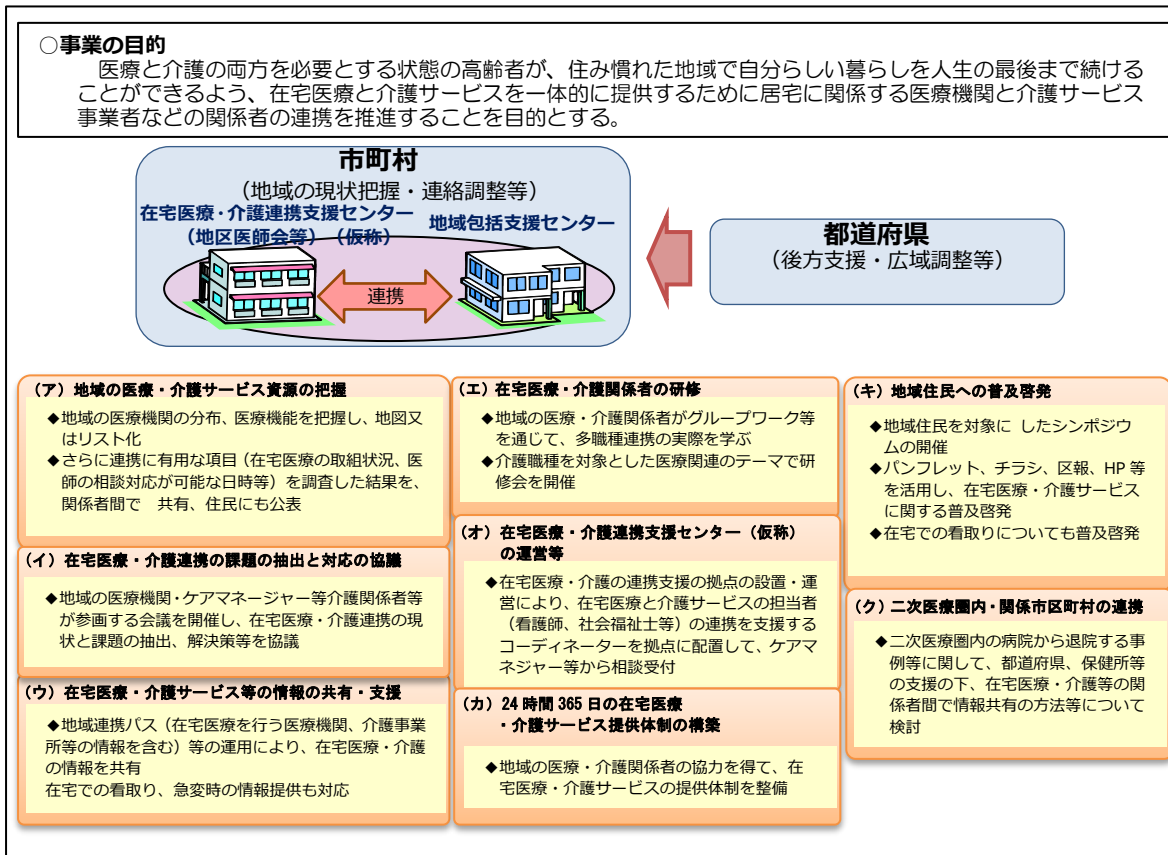 ○事業の目的
医療と介護の両方を必要とする状態の高齢者が、住み慣れた地域で自分らしい暮らしを人生の最後まで続ける
ことができるよう、在宅医療と介護サービスを一体的に提供するために居宅に関係する医療機関と介護サービス
事業者などの関係者の連携を推進することを目的とする。
市町村
(地域の現状把握・連絡調整等)
在宅医療・介護連携支援センター
(地区医師会等)(仮称)
地域包括支援センター
連携
都道府県
(後方支援・広域調整等)
(ア)地域の医療・介護サービス資源の把握
◆地域の医療機関の分布、医療機能を把握し、地図又
はリスト化
◆さらに連携に有用な項目(在宅医療の取組状況、医
師の相談対応が可能な日時等)を調査した結果を、
関係者間で 共有、住民にも公表
(イ)在宅医療・介護連携の課題の抽出と対応の協議
◆地域の医療機関・ケアマネージャー等介護関係者等
が参画する会議を開催し、在宅医療・介護連携の現
状と課題の抽出、解決策等を協議
(ウ)在宅医療・介護サービス等の情報の共有・支援
◆地域連携パス(在宅医療を行う医療機関、介護事業
所等の情報を含む)等の運用により、在宅医療・介護
の情報を共有
在宅での看取り、急変時の情報提供も対応
(エ)在宅医療・介護関係者の研修
◆地域の医療・介護関係者がグループワーク等
を通じて、多職種連携の実際を学ぶ
◆介護職種を対象とした医療関連のテーマで研
修会を開催
(オ)在宅医療・介護連携支援センター(仮称)
の運営等
◆在宅医療・介護の連携支援の拠点の設置・運
営により、在宅医療と介護サービスの担当者
(看護師、社会福祉士等)の連携を支援する
コーディネーターを拠点に配置して、ケアマ
ネジャー等から相談受付
(カ)24時間365日の在宅医療
・介護サービス提供体制の構築
◆地域の医療・介護関係者の協力を得て、在
宅医療・介護サービスの提供体制を整備
(キ)地域住民への普及啓発
◆地域住民を対象に したシンポジウ
ムの開催
◆パンフレット、チラシ、区報、HP 等
を活用し、在宅医療・介護サービス
に関する普及啓発
◆在宅での看取りについても普及啓発
(ク)二次医療圏内・関係市区町村の連携
◆二次医療圏内の病院から退院する事
例等に関して、都道府県、保健所等
の支援の下、在宅医療・介護等の関
係者間で情報共有の方法等について
検討